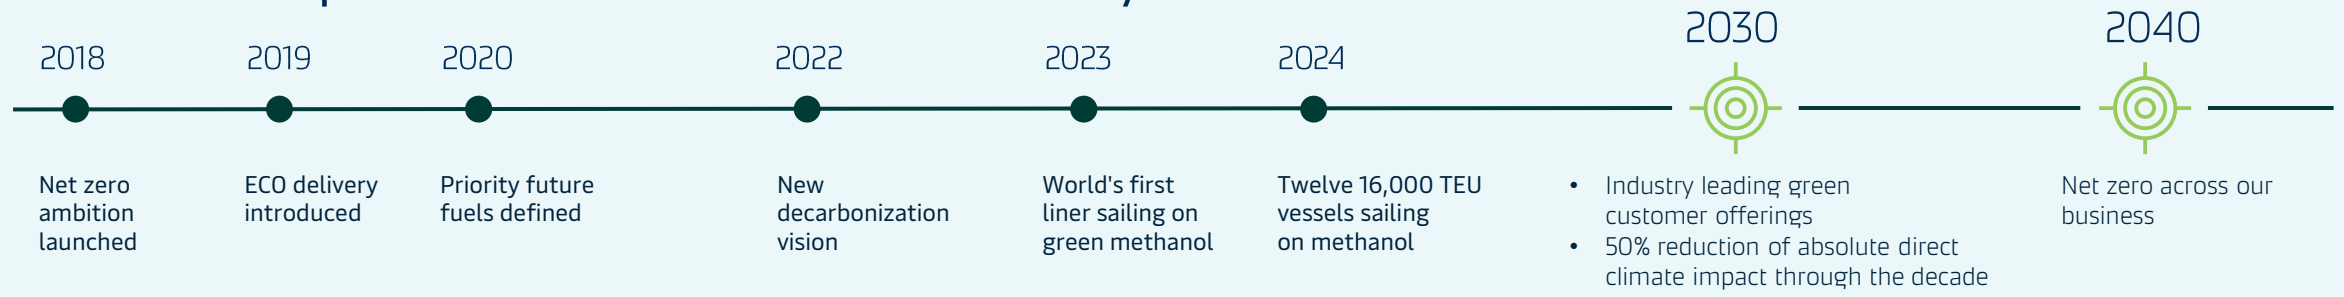 2018
2019
2020
2022
2023
2024
2030
2040
Net zero
ambition
launched
ECO delivery
introduced
Priority future
fuels defined
New
decarbonization
vision
World's first
liner sailing on
green methanol
Twelve 16,000 TEU
vessels sailing
on methanol
• Industry leading green
customer offerings
• 50% reduction of absolute direct
climate impact through the decade
Net zero across our
business